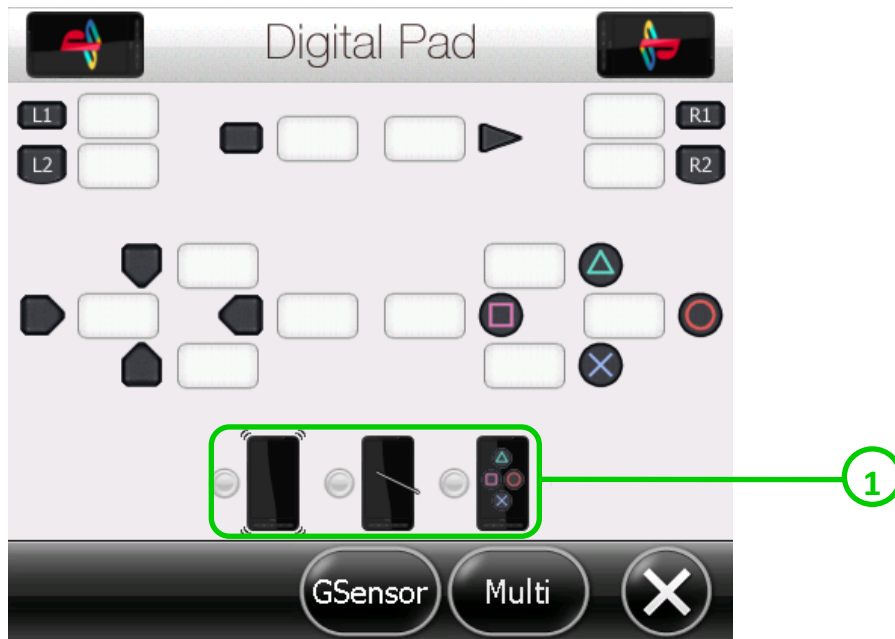 Digital Pad
L1
R1
L2
R2
1
GSensor
Multi